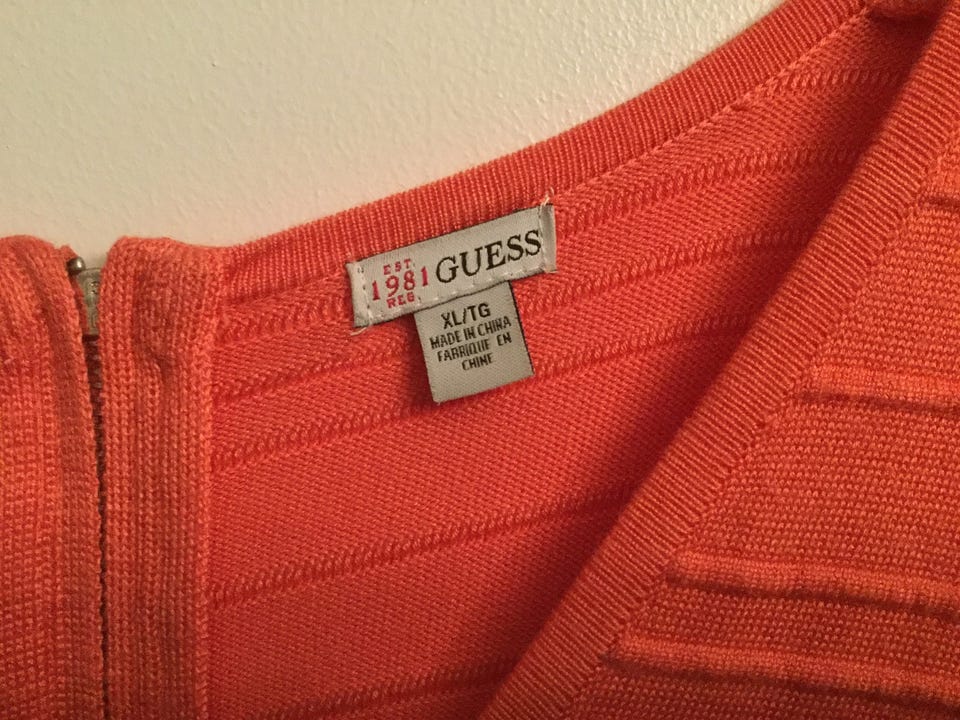 EST.
1981 GUESS
REG.
XL/TG
MADE IN CHINA
FABRIQUE EN
CHINE